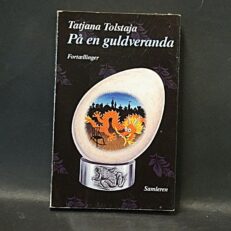 Tatjana Tolstaja
På en guldveranda
Fortællinger
Samleren